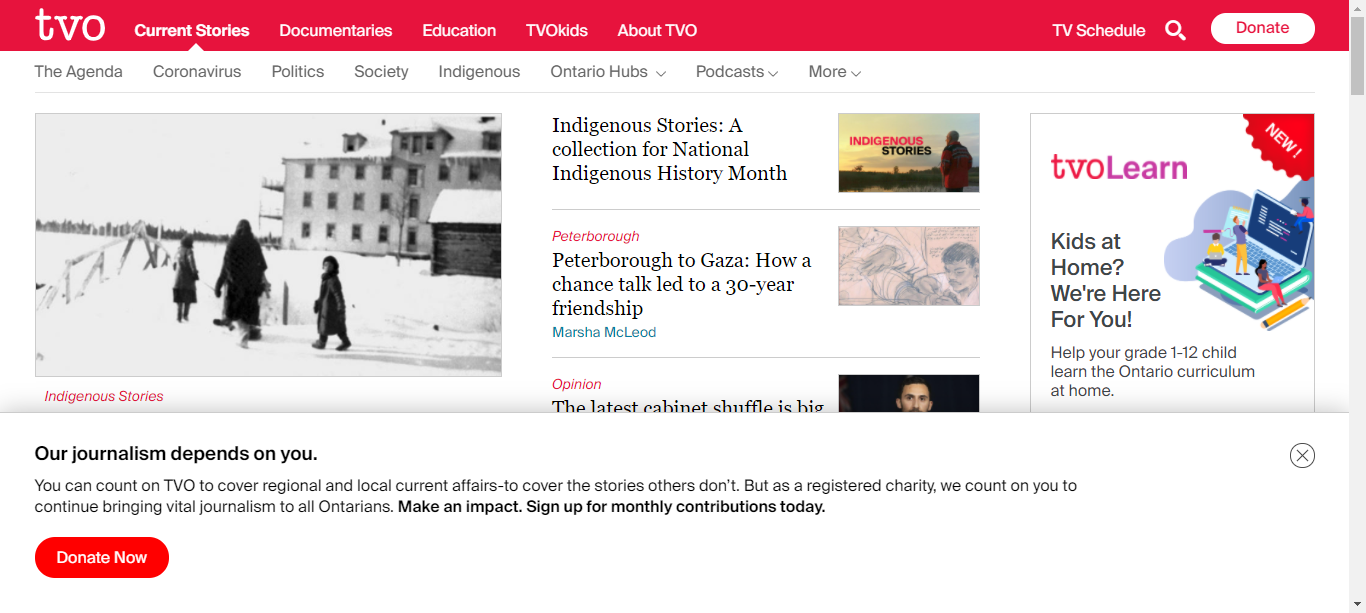 tvo
Current Stories
Documentaries
Education
TVOkids
About TVO
TV Schedule
Donate
The Agenda
Coronavirus
Politics
Society
Indigenous
Ontario Hubs
Podcasts
More
Indigenous Stories
Indigenous Stories: A
collection for National
Indigenous History Month
INDIGENOUS
STORIES
Peterborough
Peterborough to Gaza: How a
chance talk led to a 30-year
friendship
Marsha McLeod
Opinion
The latest cabinet shuffle is big
NEW!
tvoLearn
Kids at
Home?
We're Here
For You!
Help your grade 1-12 child
learn the Ontario curriculum
at home.
Our journalism depends on you.
You can count on TVO to cover regional and local current affairs-to cover the stories others don't. But as a registered charity, we count on you to
continue bringing vital journalism to all Ontarians. Make an impact. Sign up for monthly contributions today.
Donate Now